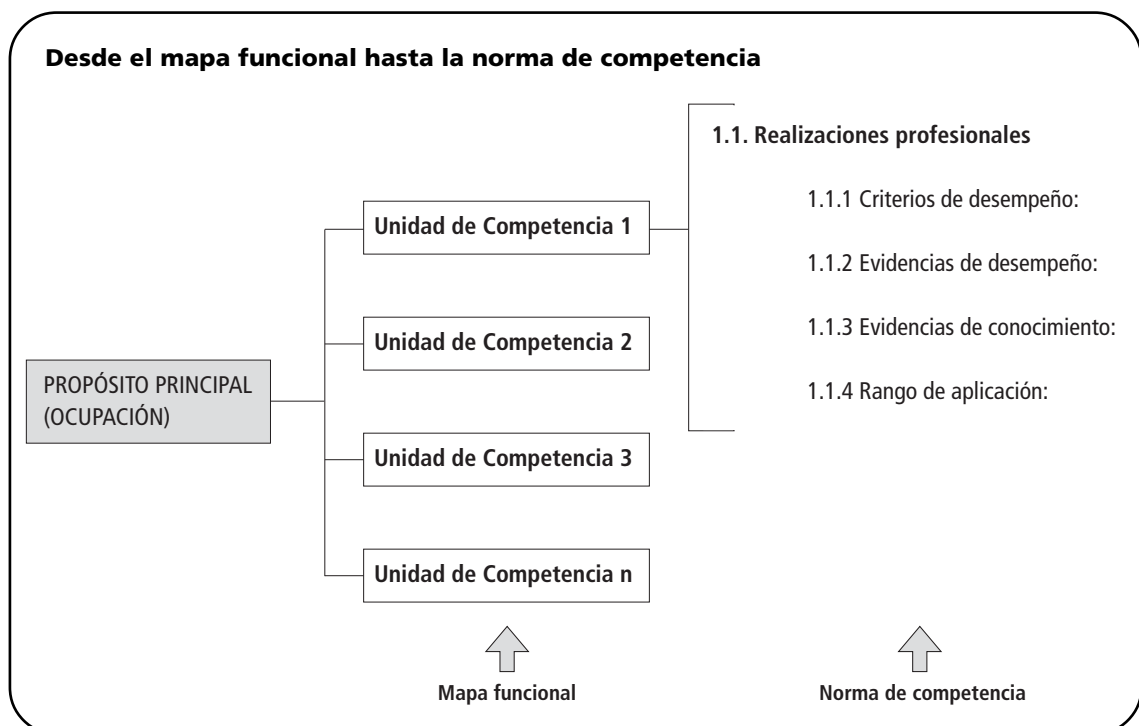 Desde el mapa funcional hasta la norma de competencia
PROPÓSITO PRINCIPAL
(OCUPACIÓN)
Unidad de Competencia 1
Unidad de Competencia 2
Unidad de Competencia 3
Unidad de Competencia n
1.1. Realizaciones profesionales
1.1.1 Criterios de desempeño:
1.1.2 Evidencias de desempeño:
1.1.3 Evidencias de conocimiento:
1.1.4 Rango de aplicación:
Mapa funcional
Norma de competencia